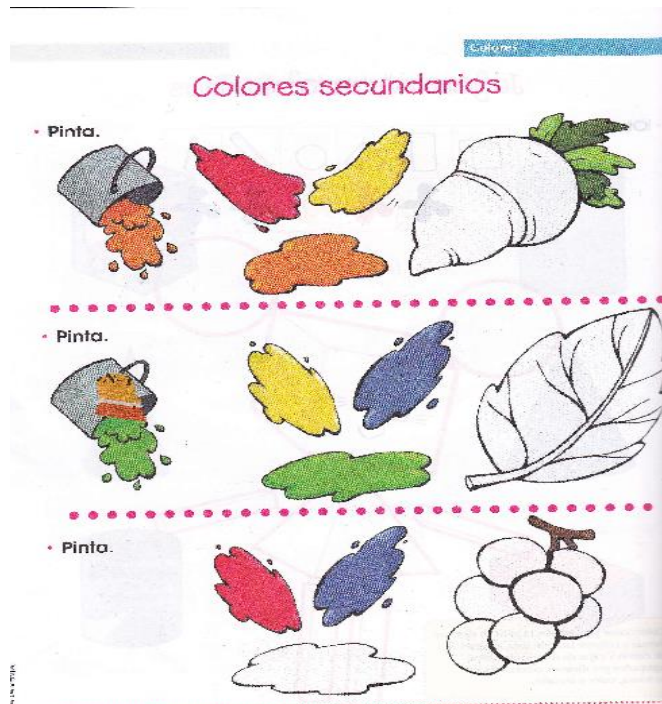 Colores
Colores secundarios
• Pinta.
• Pinta.
• Pinta.